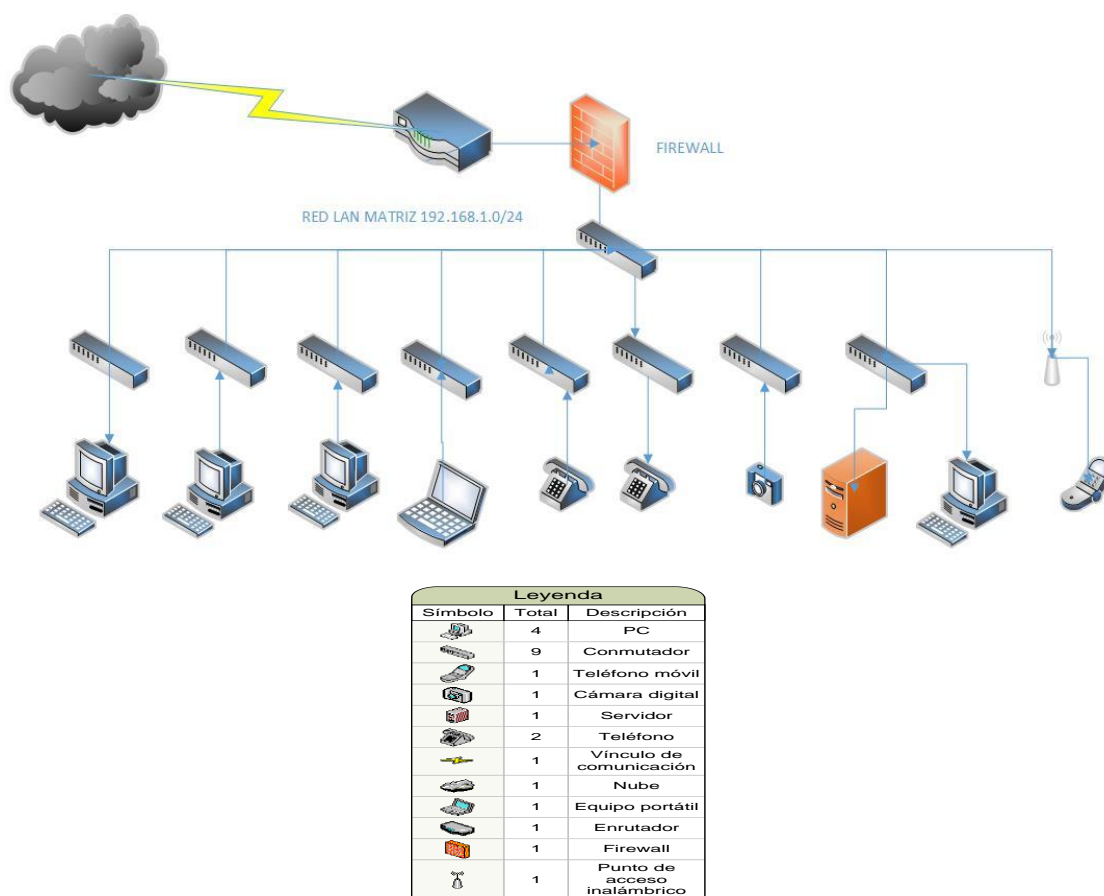 FIREWALL
RED LAN MATRIZ 192.168.1.0/24
Leyenda
Símbolo Total Descripción
4 PC
9 Conmutador
1 Teléfono móvil
1 Cámara digital
1 Servidor
2 Teléfono
1 Vínculo de
comunicación
1 Nube
1 Equipo portátil
1 Enrutador
1 Firewall
1 Punto de
acceso
inalámbrico